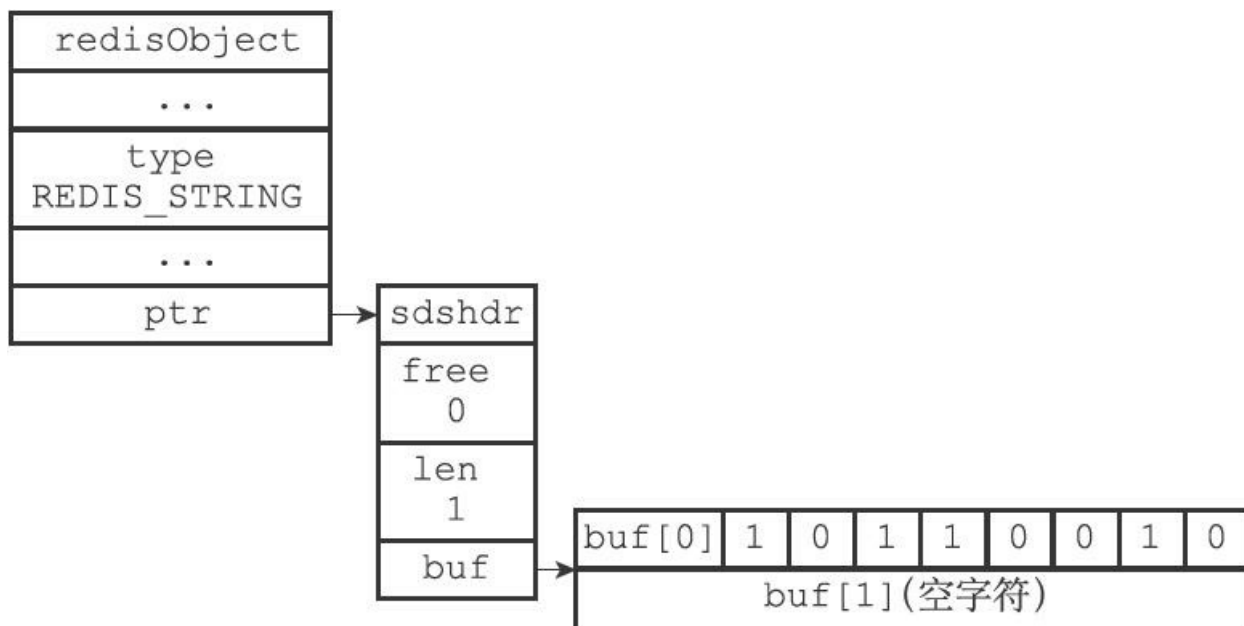 redisObject
...
type
REDIS_STRING
...
ptr
sdshdr
free
0
len
1
buf
buf[0] 1 0 1 1 0 0 1 0
buf[1](空字符)